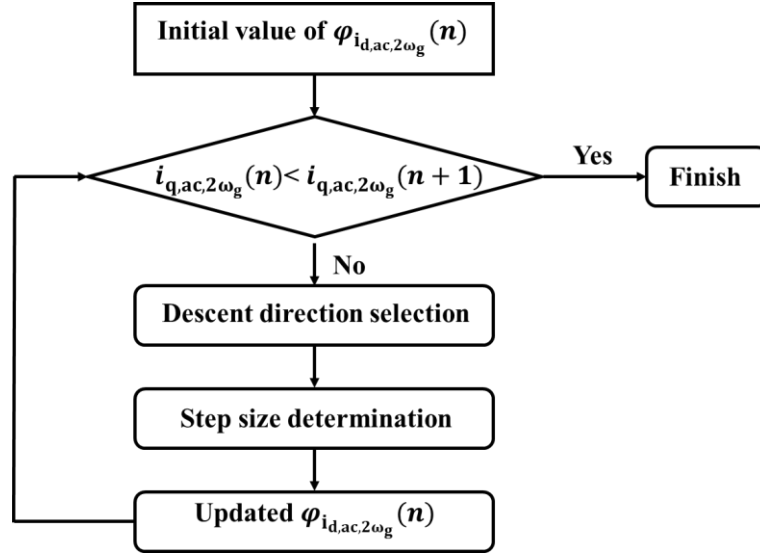 Initial value of φ_{i_{d,ac,2ω_g}}(n)
i_{q,ac,2ω_g}(n)< i_{q,ac,2ω_g}(n + 1)
Yes
Finish
No
Descent direction selection
Step size determination
Updated φ_{i_{d,ac,2ω_g}}(n)